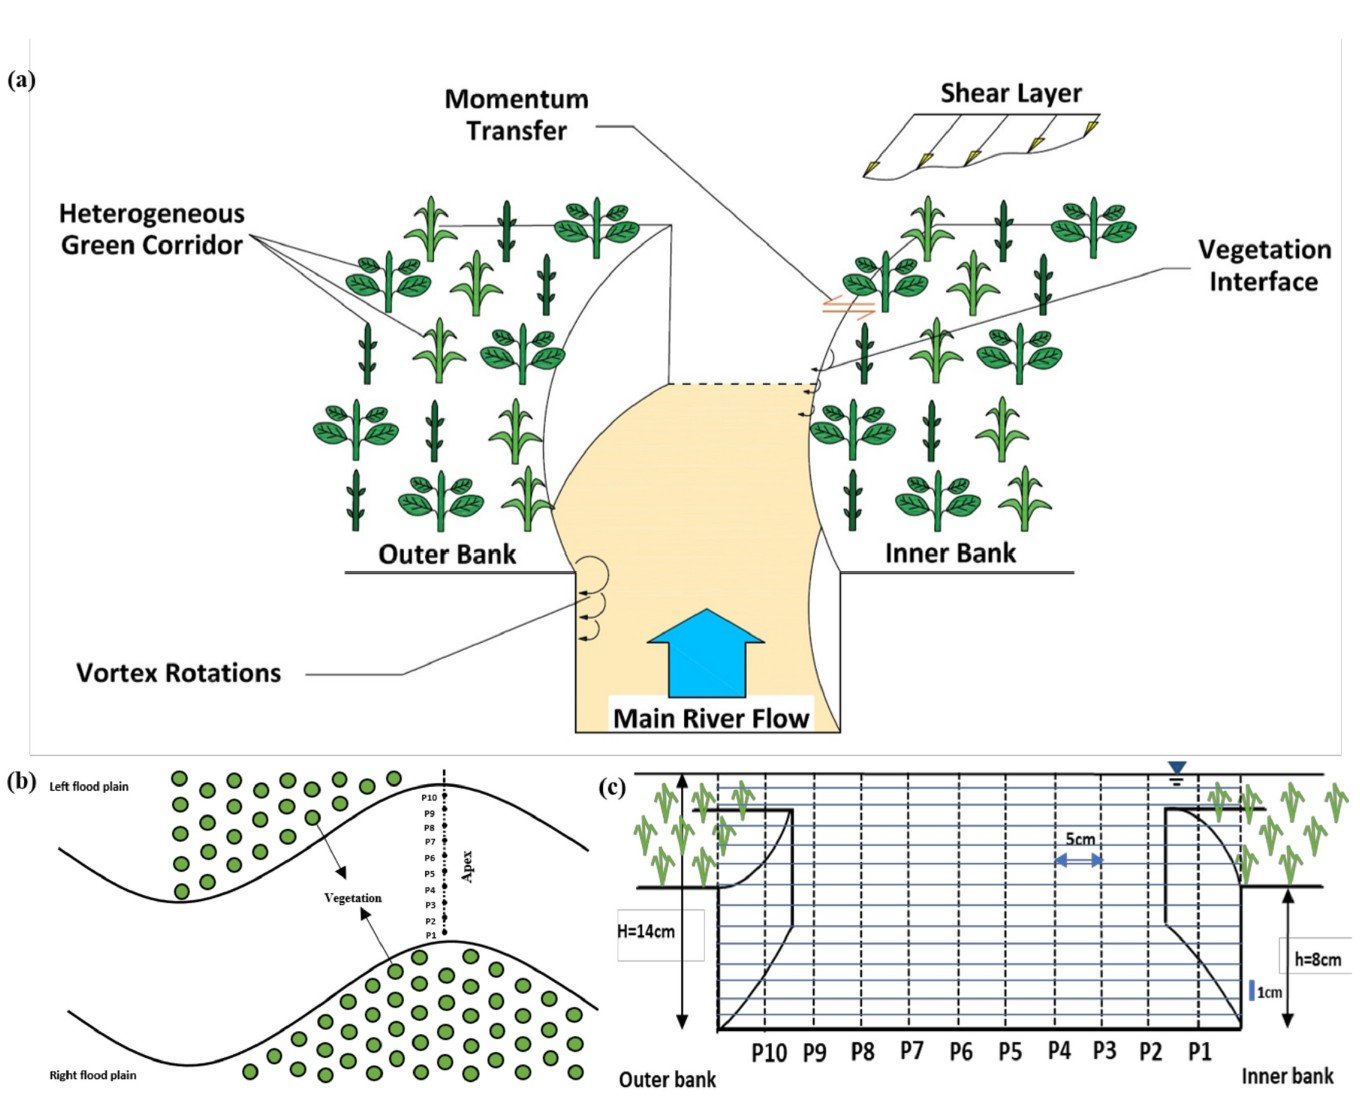 (a)
Momentum
Transfer
Shear Layer
Heterogeneous
Green Corridor
Vegetation
Interface
Outer Bank
Inner Bank
Vortex Rotations
Main River Flow
(b)
Left flood plain
P10
P9
P8
P7
P6
P5
P4
P3
P2
P1
Apex
Vegetation
Right flood plain
(c)
5cm
H=14cm
h=8cm
1cm
P10 P9 P8 P7 P6 P5 P4 P3 P2 P1
Outer bank
Inner bank